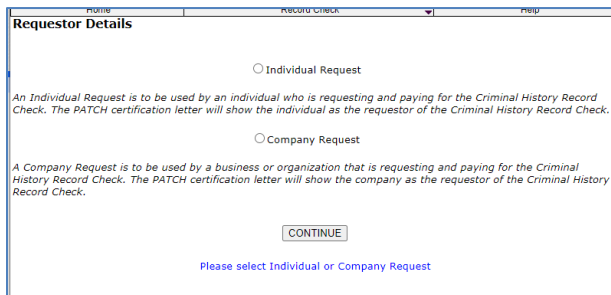 Home Record Check Help
Requestor Details
Individual Request
An Individual Request is to be used by an individual who is requesting and paying for the Criminal History Record
Check. The PATCH certification letter will show the individual as the requestor of the Criminal History Record Check.
Company Request
A Company Request is to be used by a business or organization that is requesting and paying for the Criminal
History Record Check. The PATCH certification letter will show the company as the requestor of the Criminal History
Record Check.
CONTINUE
Please select Individual or Company Request